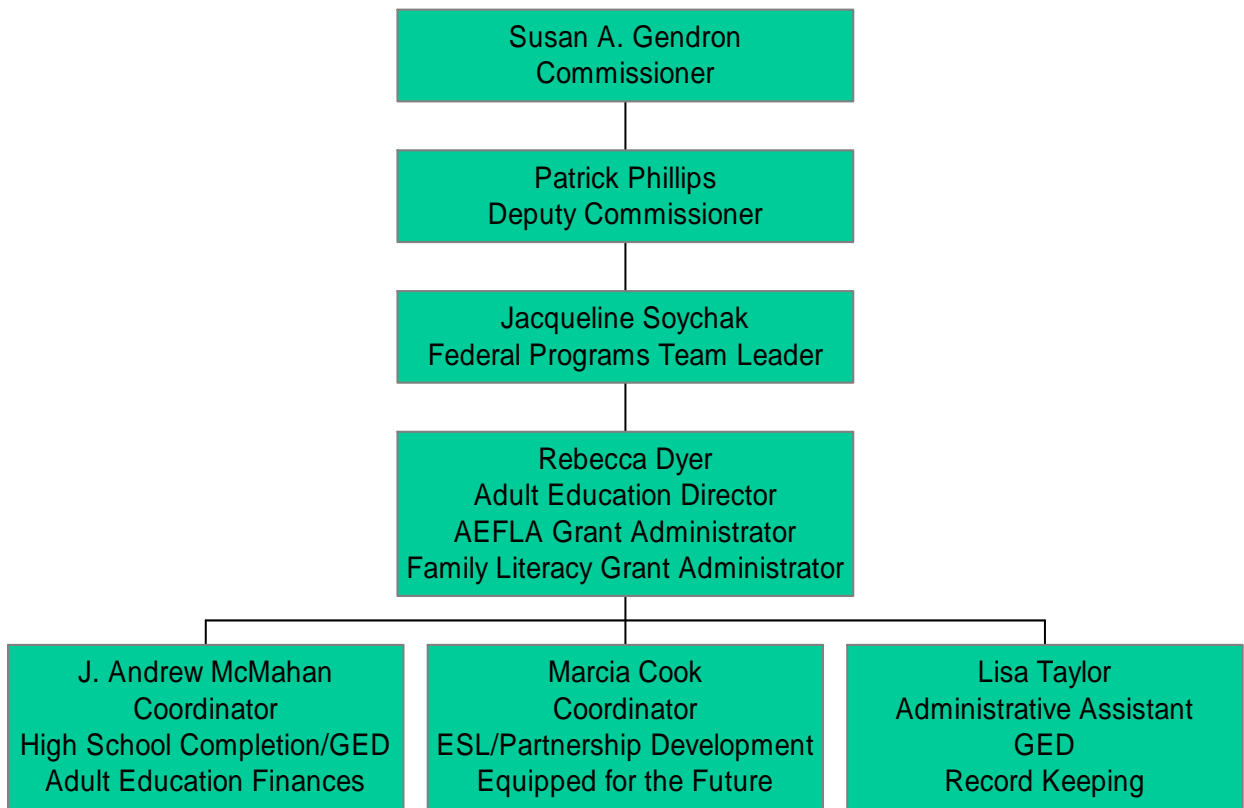 Susan A. Gendron
Commissioner
Patrick Phillips
Deputy Commissioner
Jacqueline Soychak
Federal Programs Team Leader
Rebecca Dyer
Adult Education Director
AEFLA Grant Administrator
Family Literacy Grant Administrator
J. Andrew McMahan
Coordinator
High School Completion/GED
Adult Education Finances
Marcia Cook
Coordinator
ESL/Partnership Development
Equipped for the Future
Lisa Taylor
Administrative Assistant
GED
Record Keeping